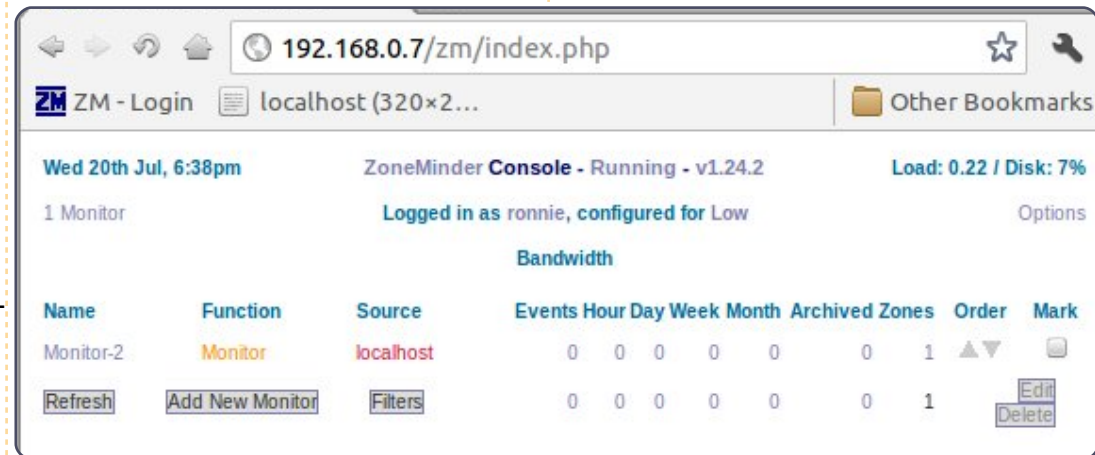 192.168.0.7/zm/index.php
ZM ZM - Login localhost (320×2... Other Bookmarks
Wed 20th Jul, 6:38pm ZoneMinder Console - Running - v1.24.2 Load: 0.22 / Disk: 7%
1 Monitor Logged in as ronnie, configured for Low Options
Bandwidth
Name Function Source Events Hour Day Week Month Archived Zones Order Mark
Monitor-2 Monitor localhost 0 0 0 0 0 0 1
Refresh Add New Monitor Filters 0 0 0 0 0 0 1 Edit
Delete